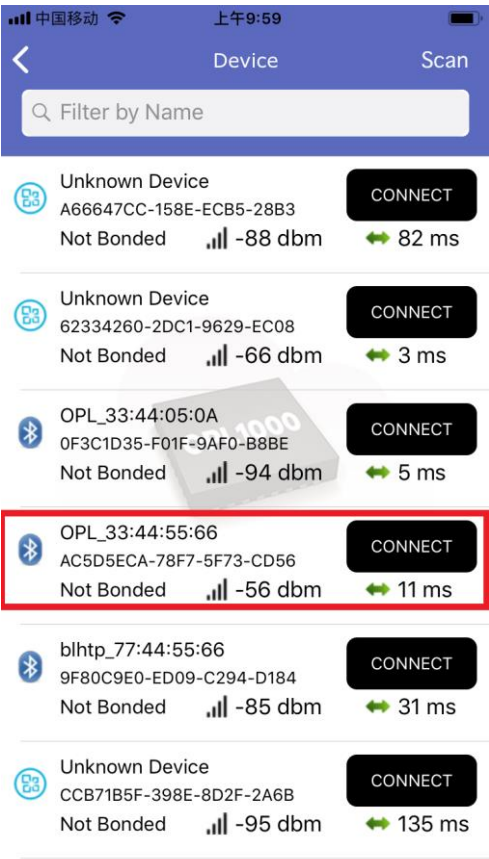 中国移动 上午9:59
Device Scan
Filter by Name
Unknown Device
A66647CC-158E-ECB5-28B3 CONNECT
Not Bonded -88 dbm 82 ms
Unknown Device
62334260-2DC1-9629-EC08 CONNECT
Not Bonded -66 dbm 3 ms
OPL_33:44:05:0A
0F3C1D35-F01F-9AF0-B8BE CONNECT
Not Bonded -94 dbm 5 ms
OPL1000
OPL_33:44:55:66
AC5D5ECA-78F7-5F73-CD56 CONNECT
Not Bonded -56 dbm 11 ms
blhtp_77:44:55:66
9F80C9E0-ED09-C294-D184 CONNECT
Not Bonded -85 dbm 31 ms
Unknown Device
CCB71B5F-398E-8D2F-2A6B CONNECT
Not Bonded -95 dbm 135 ms